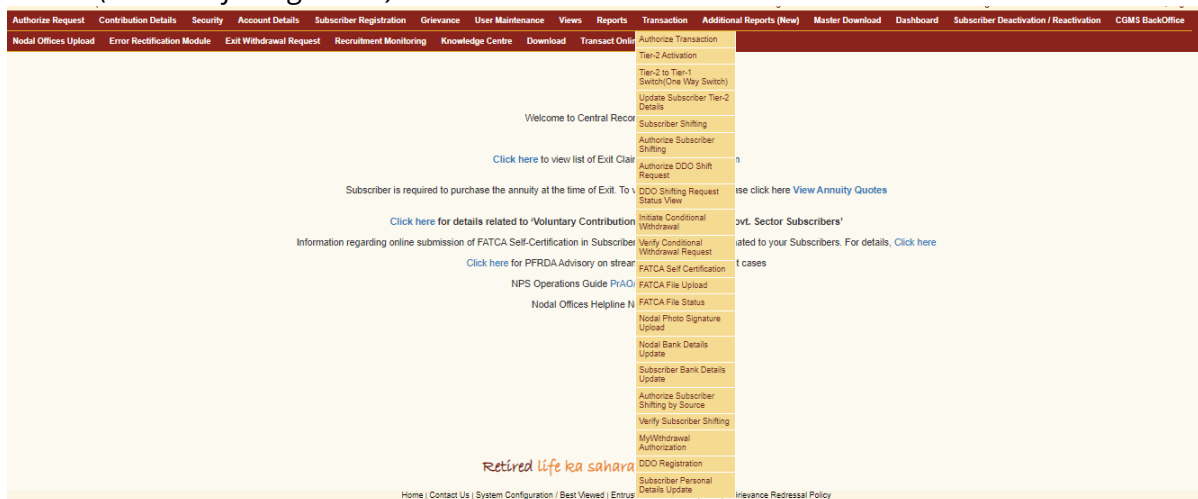 Authorize Request Contribution Details Security Account Details Subscriber Registration Grievance User Maintenance Views Reports Transaction Additional Reports (New) Master Download Dashboard Subscriber Deactivation / Reactivation CGMS BackOffice
Nodal Offices Upload Error Rectification Module Exit Withdrawal Request Recruitment Monitoring Knowledge Centre Download Transact Onlin
Authorize Transaction
Tier-2 Activation
Tier-2 to Tier-1
Switch(One Way Switch)
Update Subscriber Tier-2
Details
Subscriber Shifting
Authorize Subscriber
Shifting
Authorize DDO Shift
Request
DDO Shifting Request
Status View
Initiate Conditional
Withdrawal
Verify Conditional
Withdrawal Request
FATCA Self Certification
FATCA File Upload
FATCA File Status
Nodal Photo Signature
Upload
Nodal Bank Details
Update
Subscriber Bank Details
Update
Authorize Subscriber
Shifting by Source
Verify Subscriber Shifting
MyWithdrawal
Authorization
DDO Registration
Subscriber Personal
Details Update
Welcome to Central Recor
Click here to view list of Exit Clair
Subscriber is required to purchase the annuity at the time of Exit. To v ase click here View Annuity Quotes
Click here for details related to 'Voluntary Contribution ovt. Sector Subscribers'
Information regarding online submission of FATCA Self-Certification in Subscriber nated to your Subscribers. For details, Click here
Click here for PFRDA Advisory on stream t cases
NPS Operations Guide PrAO/
Nodal Offices Helpline N
Retired life ka sahara
Home | Contact Us | System Configuration / Best Viewed | Entrust rievance Redressal Policy